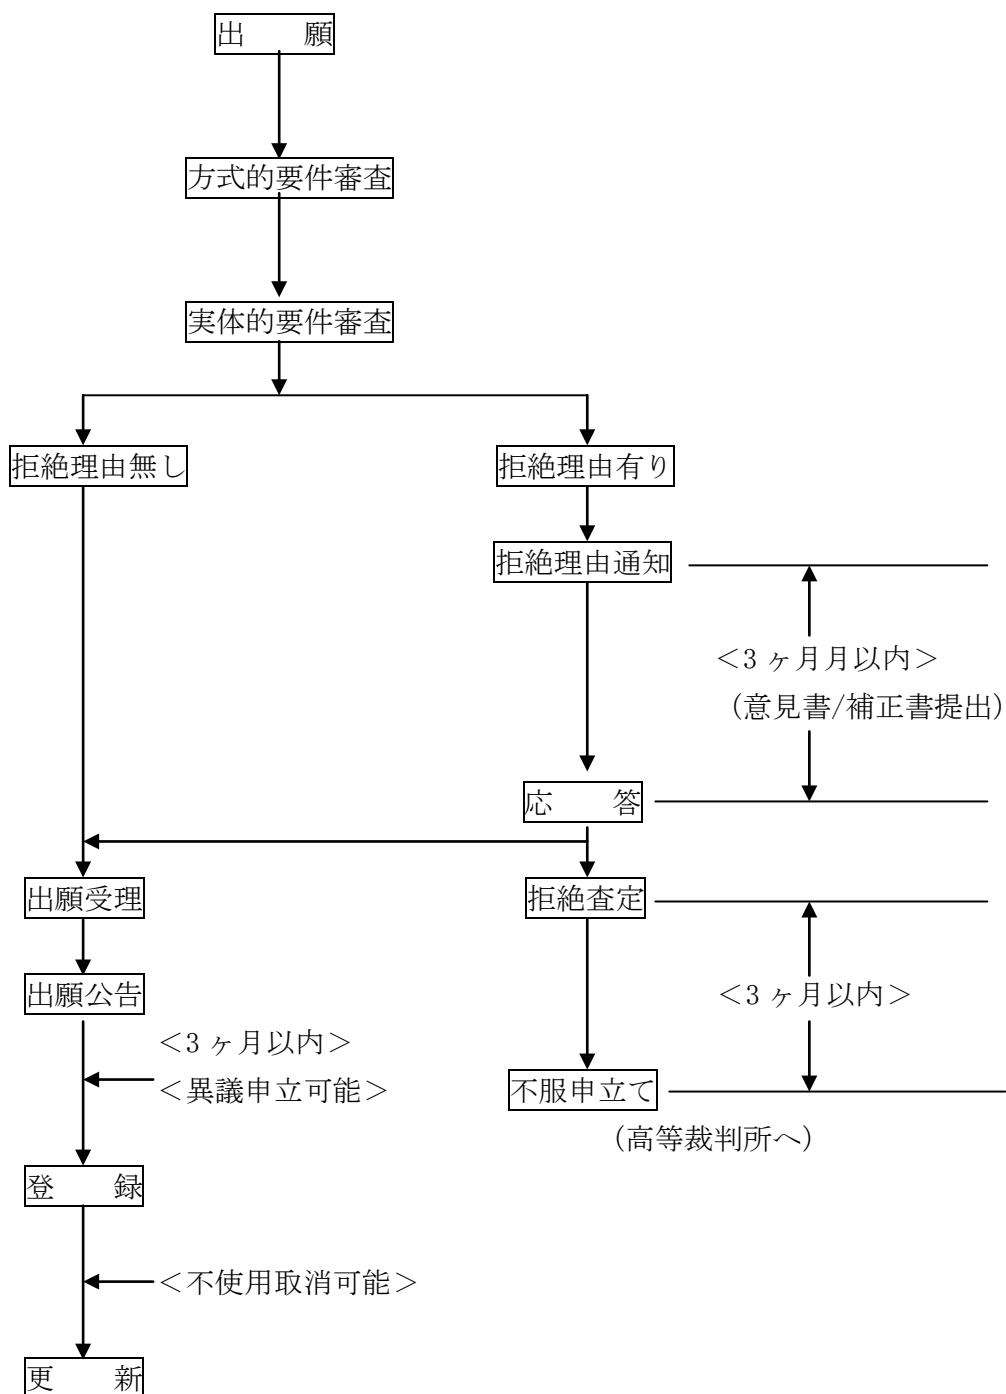 出　　願
方式的要件審査
実体的要件審査
拒絶理由無し
拒絶理由有り
拒絶理由通知
＜3 ヶ月月以内＞
(意見書/補正書提出)
応　　答
出願受理
拒絶査定
出願公告
＜3 ヶ月以内＞
＜3 ヶ月以内＞
＜異議申立可能＞
不服申立て
(高等裁判所へ)
登　　録
＜不使用取消可能＞
更　　新